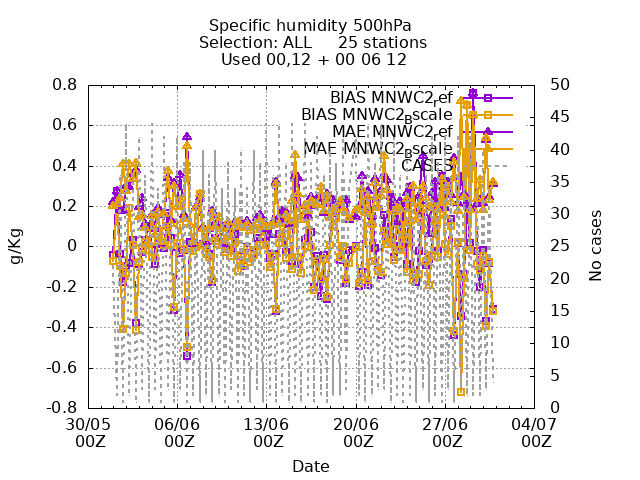 Specific humidity 500hPa
Selection: ALL 25 stations
Used 00,12 + 00 06 12
BIAS MNWC2_ref
BIAS MNWC2_Bscale
MAE MNWC2_ref
MAE MNWC2_Bscale
CASES
g/Kg
0.8
0.6
0.4
0.2
0
-0.2
-0.4
-0.6
-0.8
No cases
50
45
40
35
30
25
20
15
10
5
0
30/05 06/06 13/06 20/06 27/06 04/07
00Z 00Z 00Z 00Z 00Z 00Z
Date